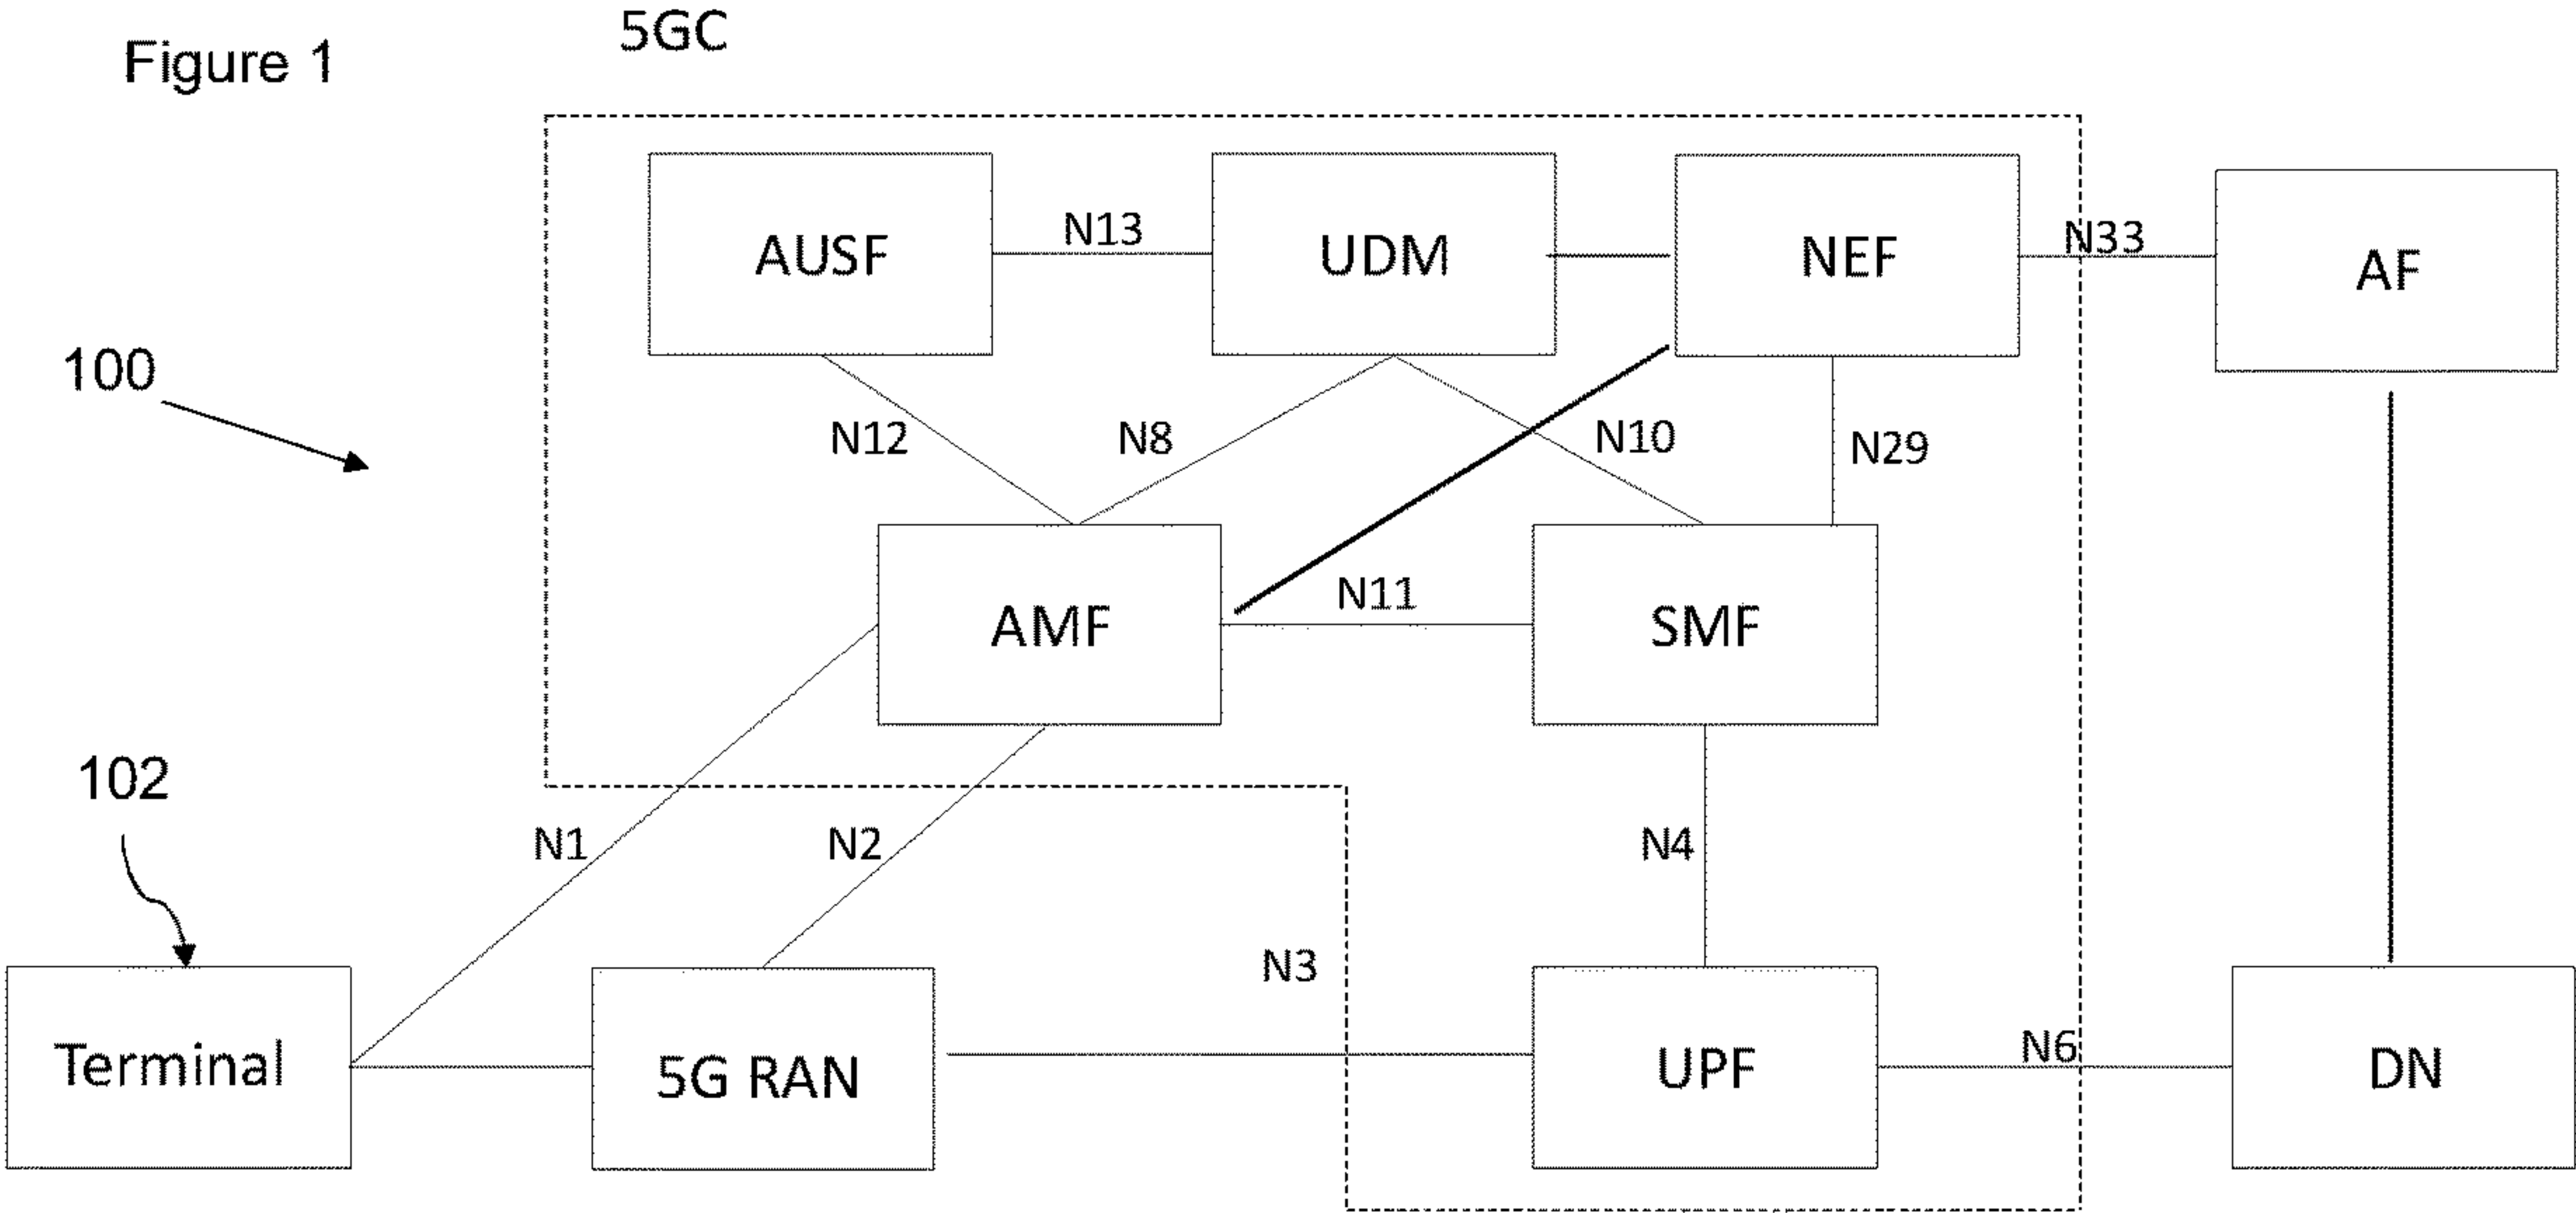 5GC
Figure 1
AUSF
N13
UDM
NEF
N33
AF
100
N12
N8
N10
N29
AMF
N11
SMF
102
N1
N2
N4
N3
Terminal
5G RAN
UPF
N6
DN